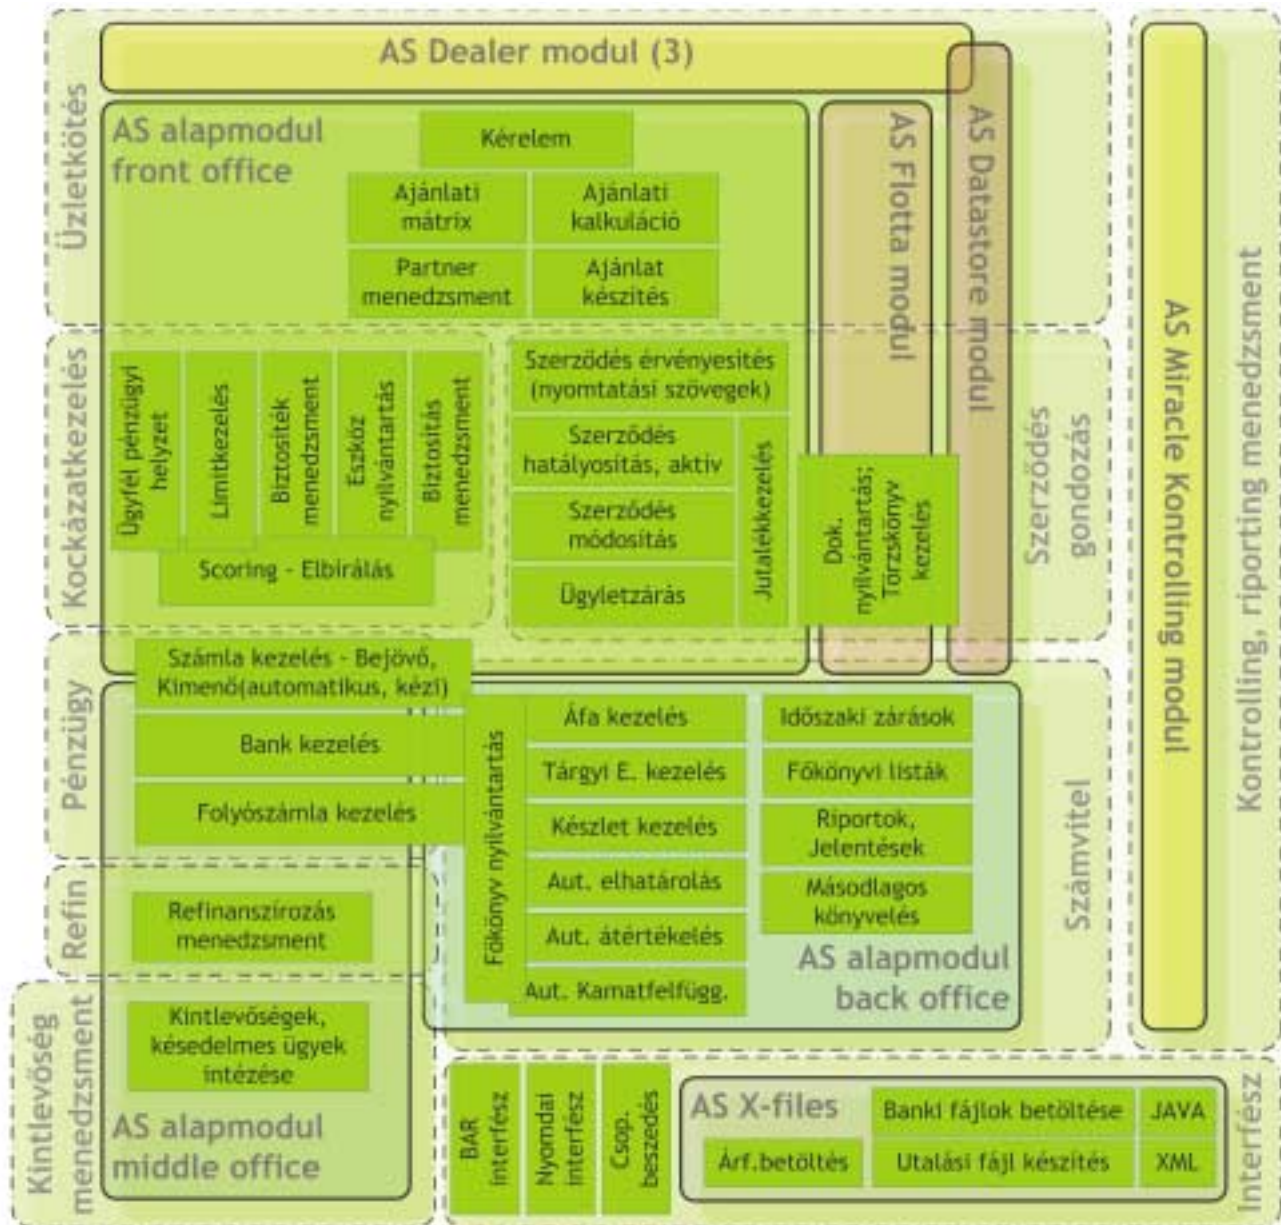 AS Dealer modul (3)
Üzletkötés
AS alapmodul
front office
Kérelem
Ajánlati
mátrix
Ajánlati
kalkuláció
Partner
menedzsment
Ajánlat
készítés
AS Flotta modul
AS Datastore modul
AS Miracle Kontrolling modul
Kontrolling, riporting menedzsment
Kockázatkezelés
Ügyfél pénzügyi
helyzet
Limitkezelés
Biztosíték
menedzsment
Eszköz
nyilvántartás
Biztosítás
menedzsment
Scoring - Elbírálás
Szerződés érvényesítés
(nyomtatási szövegek)
Szerződés
hatályosítás, aktív
Szerződés
módosítás
Ügyletzárás
Jutalékkezelés
Dok.
nyilvántartás;
Törzskönyv
kezelés
Szerződés
gondozás
Pénzügy
Számla kezelés - Bejövő,
Kimenő(automatikus, kézi)
Bank kezelés
Folyószámla kezelés
Főkönyv nyilvántartás
Áfa kezelés
Tárgyi E. kezelés
Készlet kezelés
Aut. elhatárolás
Aut. átértékelés
Aut. Kamatfelfügg.
Időszaki zárások
Főkönyvi listák
Riportok,
Jelentések
Másodlagos
könyvelés
AS alapmodul
back office
Számvitel
Refin
Refinanszírozás
menedzsment
Kintlevőség
menedzsment
Kintlevőségek,
késedelmes ügyek
intézése
AS alapmodul
middle office
BAR
interfész
Nyomdai
interfész
Csop.
beszedés
AS X-files
Banki fájlok betöltése
JAVA
Árf.betöltés
Utalási fájl készítés
XML
Interfész